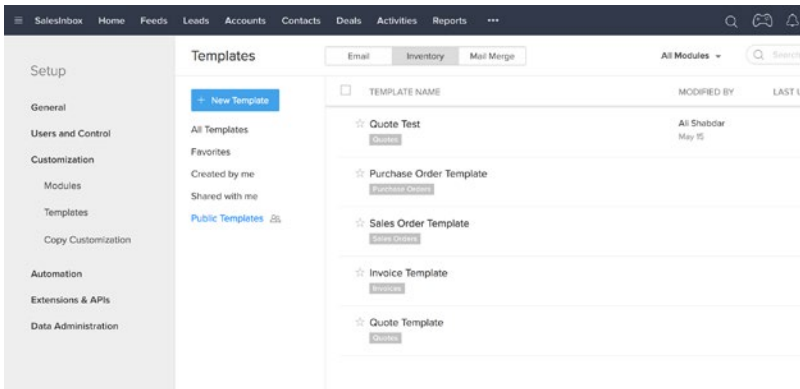 SalesInbox Home Feeds Leads Accounts Contacts Deals Activities Reports
Setup
General
Users and Control
Customization
Modules
Templates
Copy Customization
Automation
Extensions & APIs
Data Administration
Templates
+ New Template
All Templates
Favorites
Created by me
Shared with me
Public Templates
Email Inventory Mail Merge
All Modules
Search
TEMPLATE NAME MODIFIED BY LAST U
Quote Test Ali Shabdar
Quotes May 15
Purchase Order Template
Purchase Orders
Sales Order Template
Sales Orders
Invoice Template
Invoices
Quote Template
Quotes